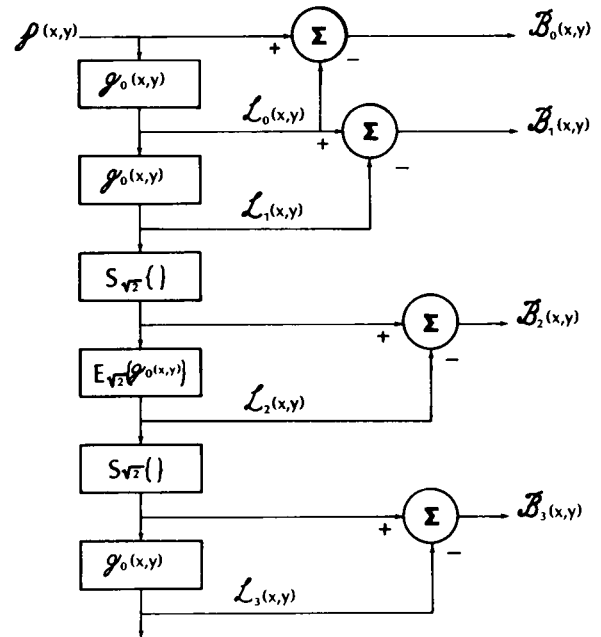 𝓅(x,y)
Σ
+
−
ℬ₀(x,y)
ℊ₀(x,y)
ℒ₀(x,y)
+
Σ
−
ℬ₁(x,y)
ℊ₀(x,y)
ℒ₁(x,y)
S√2{ }
+
Σ
−
ℬ₂(x,y)
E√2{ℊ₀(x,y)}
ℒ₂(x,y)
S√2{ }
+
Σ
−
ℬ₃(x,y)
ℊ₀(x,y)
ℒ₃(x,y)